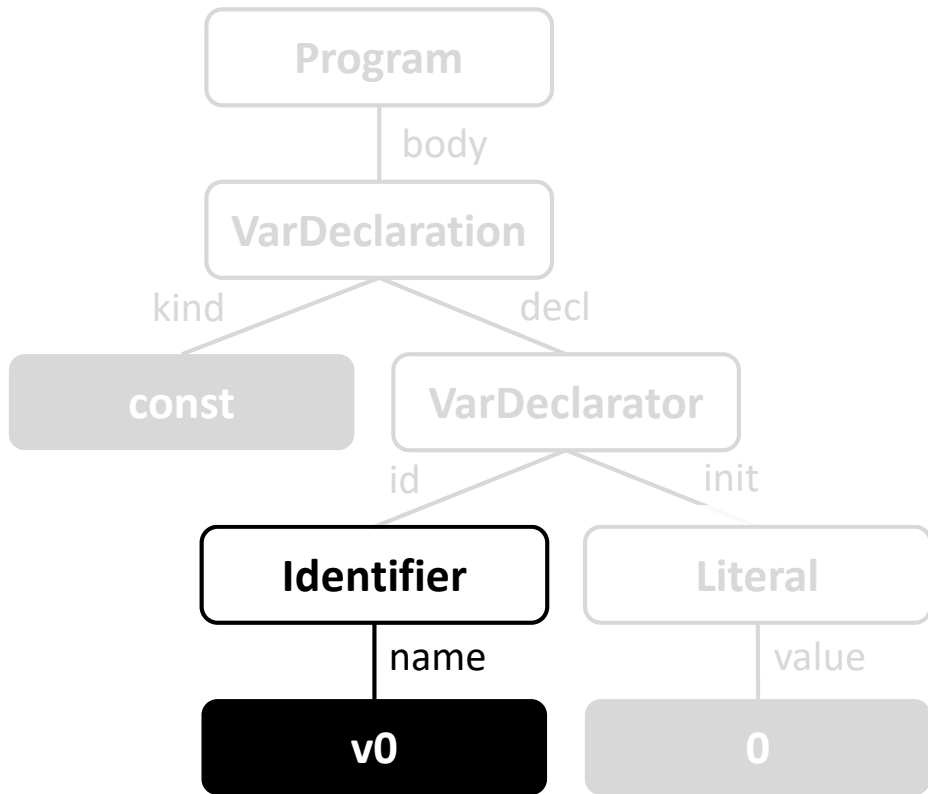 Program
body
VarDeclaration
kind
decl
const
VarDeclarator
id
init
Identifier
Literal
name
value
v0
0